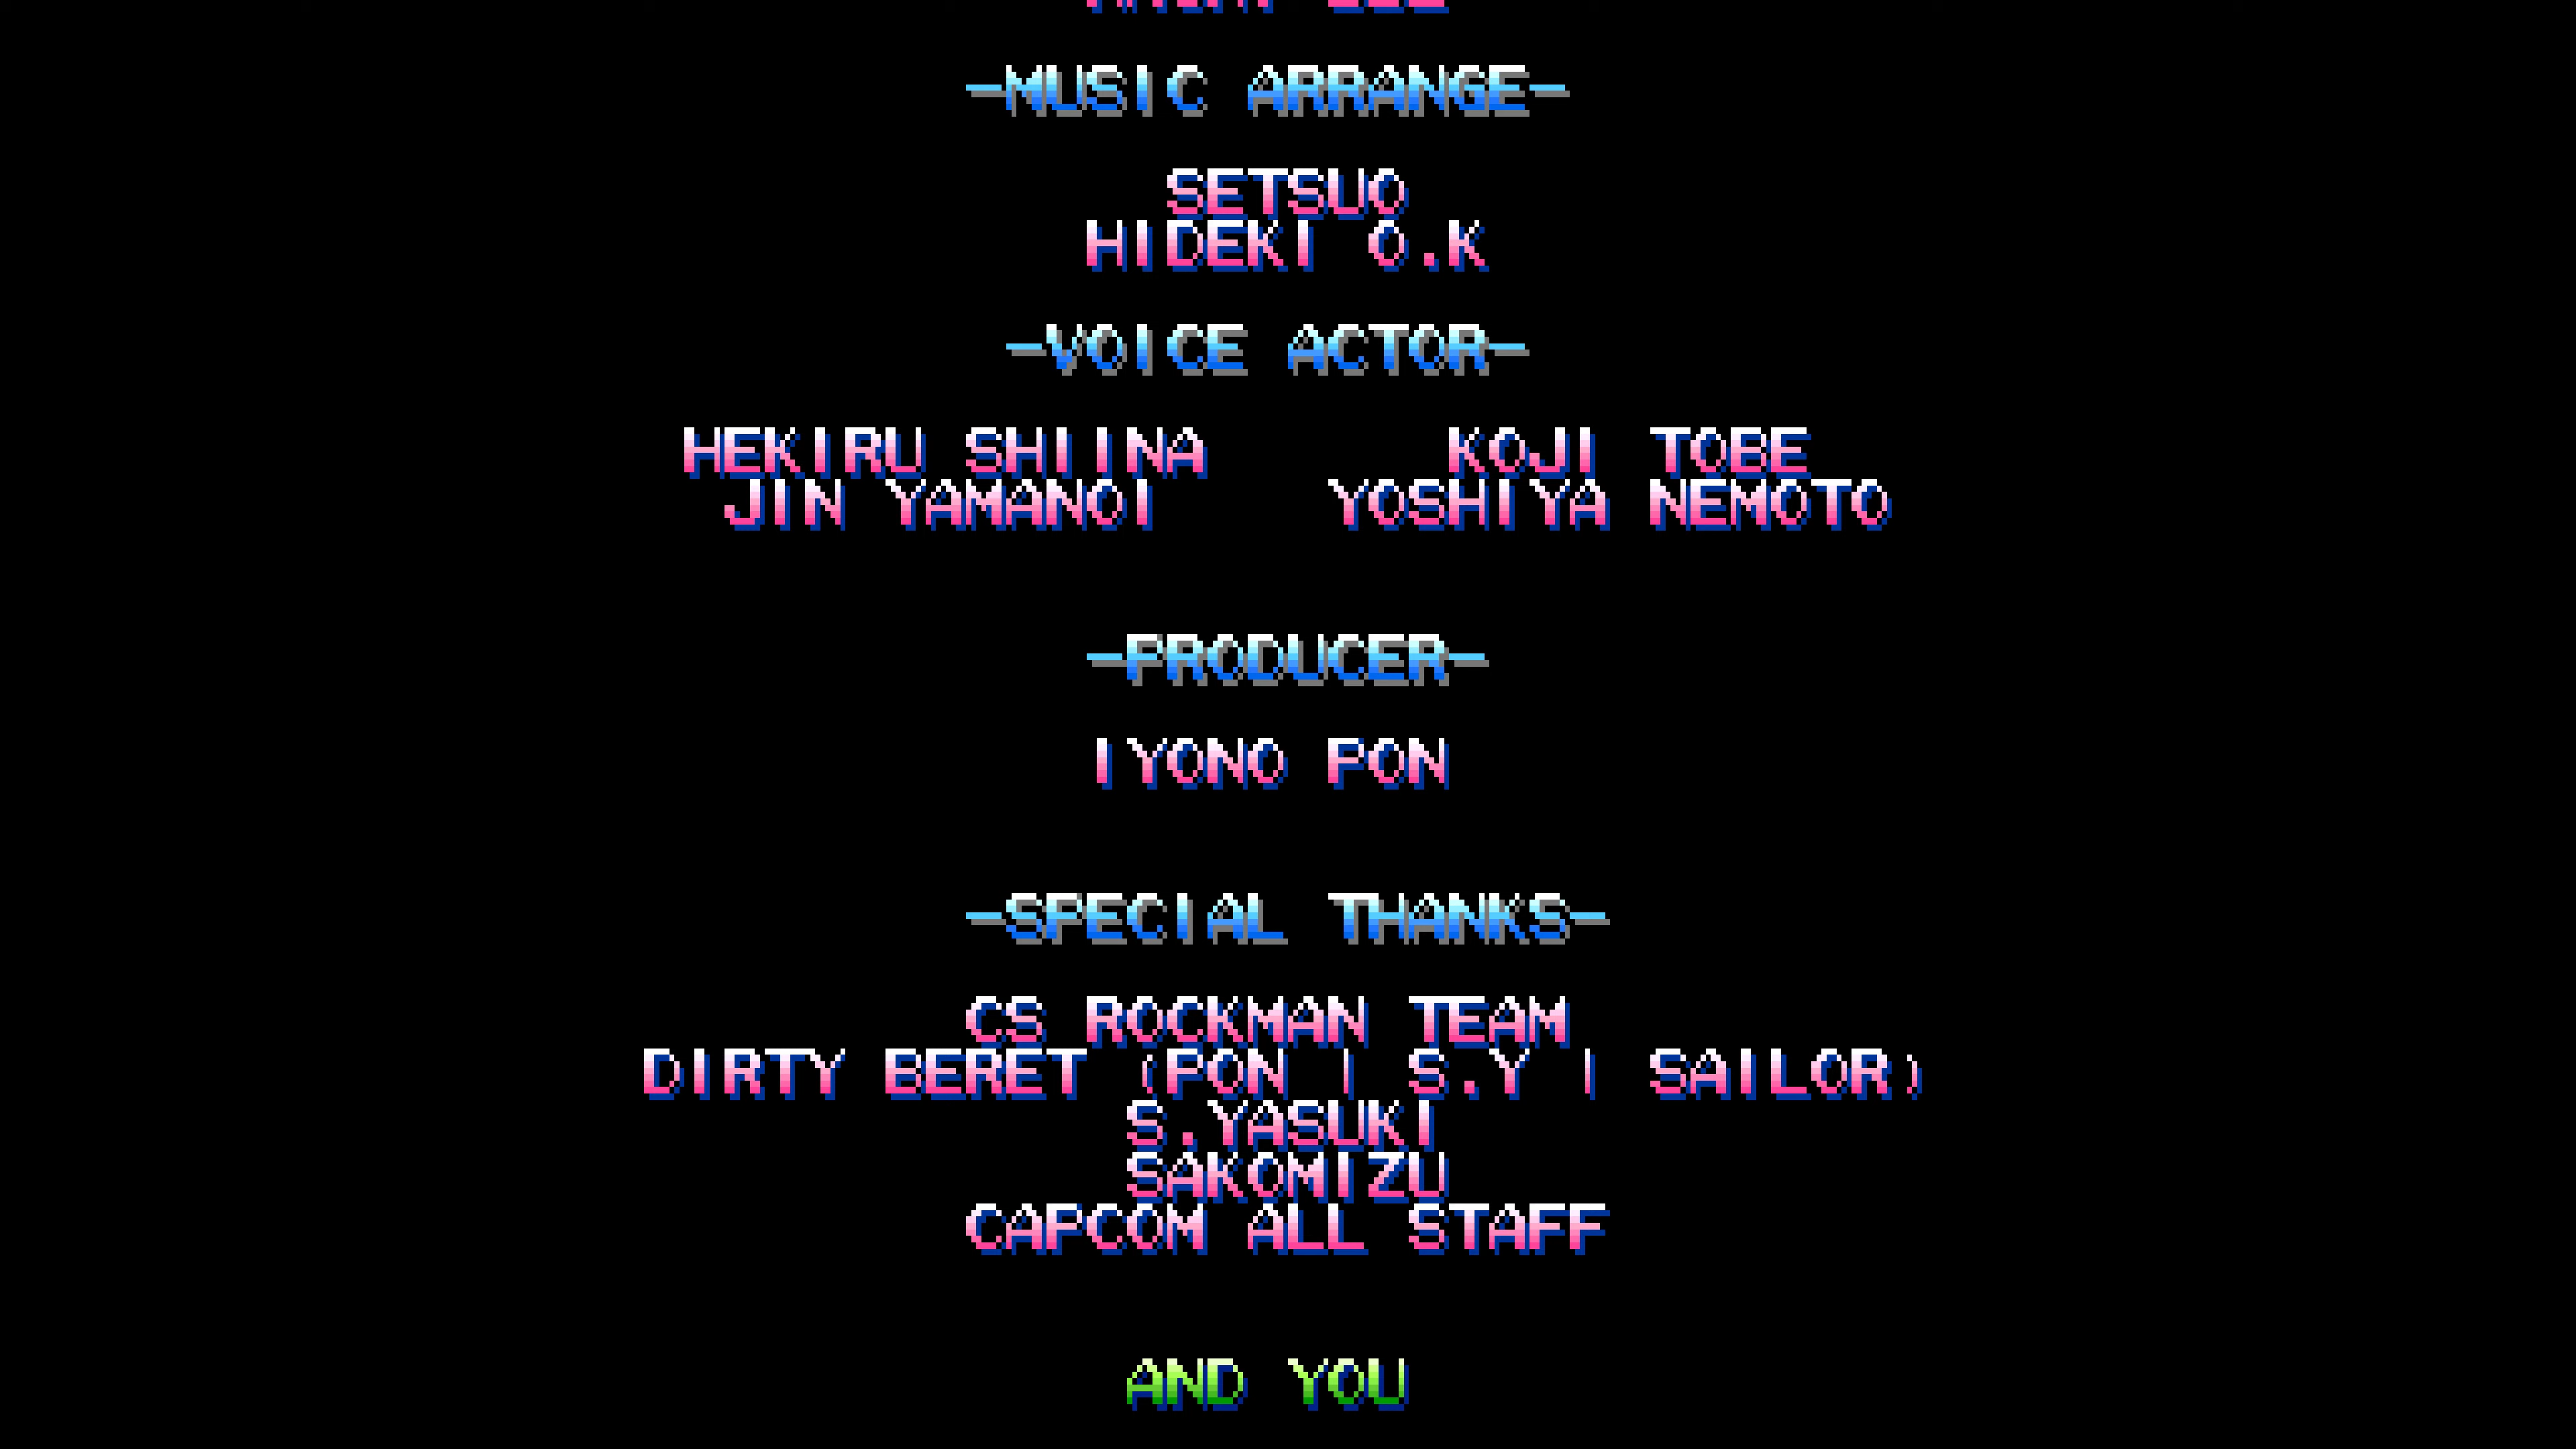 -MUSIC ARRANGE-
SETSUO
HIDEKI O.K
-VOICE ACTOR-
HEKIRU SHIINA KOJI TOBE
JIN YAMANOI YOSHIYA NEMOTO
-PRODUCER-
IYONO PON
-SPECIAL THANKS-
CS ROCKMAN TEAM
DIRTY BERET (PON | S.Y | SAILOR)
S.YASUKI
SAKOMIZU
CAPCOM ALL STAFF
AND YOU